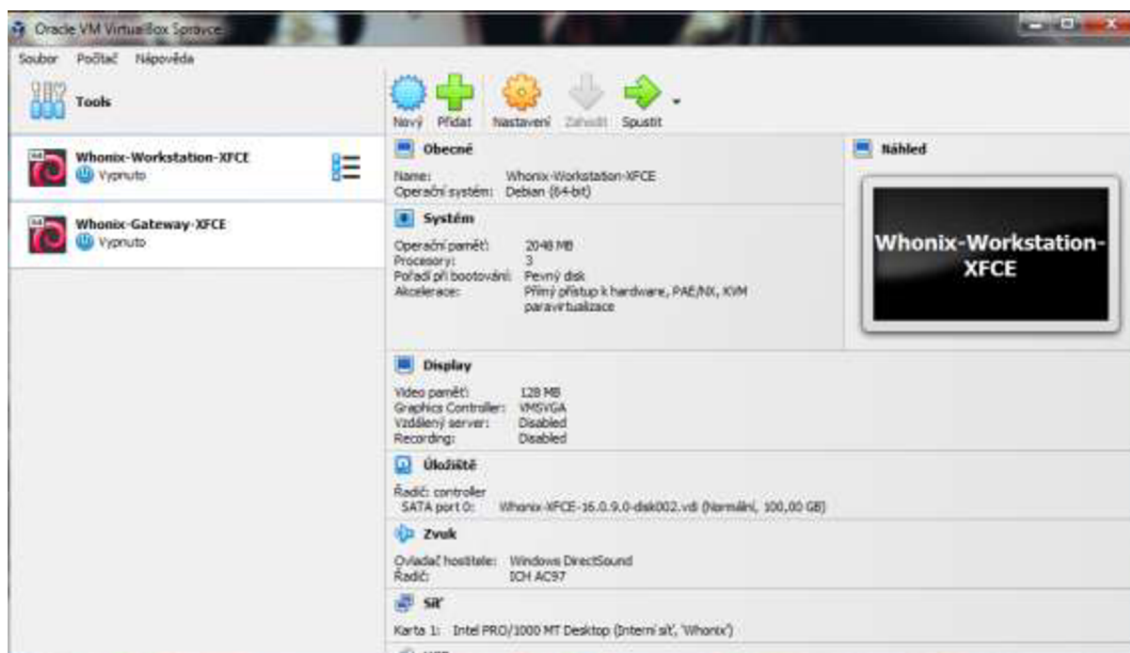 Oracle VM VirtualBox Správce
Soubor Počítač Nápověda
Tools
Nový Přidat Nastavení Zahodit Spustit
Whonix-Workstation-XFCE
Vypnuto
Whonix-Gateway-XFCE
Vypnuto
Obecné
Name: Whonix-Workstation-XFCE
Operační systém: Debian (64-bit)
Systém
Operační paměť: 2048 MB
Procesory: 3
Pořadí při bootování: Pevný disk
Akcelerace: Přímý přístup k hardware, PAE/NX, KVM
paravirtualizace
Náhled
Whonix-Workstation-
XFCE
Display
Video paměť: 128 MB
Graphics Controller: VMSVGA
Vzdálený server: Disabled
Recording: Disabled
Úložiště
Řadič: controller
SATA port 0: Whonix-XFCE-16.0.9.0-disk002.vdi (Normální, 100,00 GB)
Zvuk
Ovladač hostitele: Windows DirectSound
Řadič: ICH AC97
Síť
Karta 1: Intel PRO/1000 MT Desktop (Interní síť, 'Whonix')